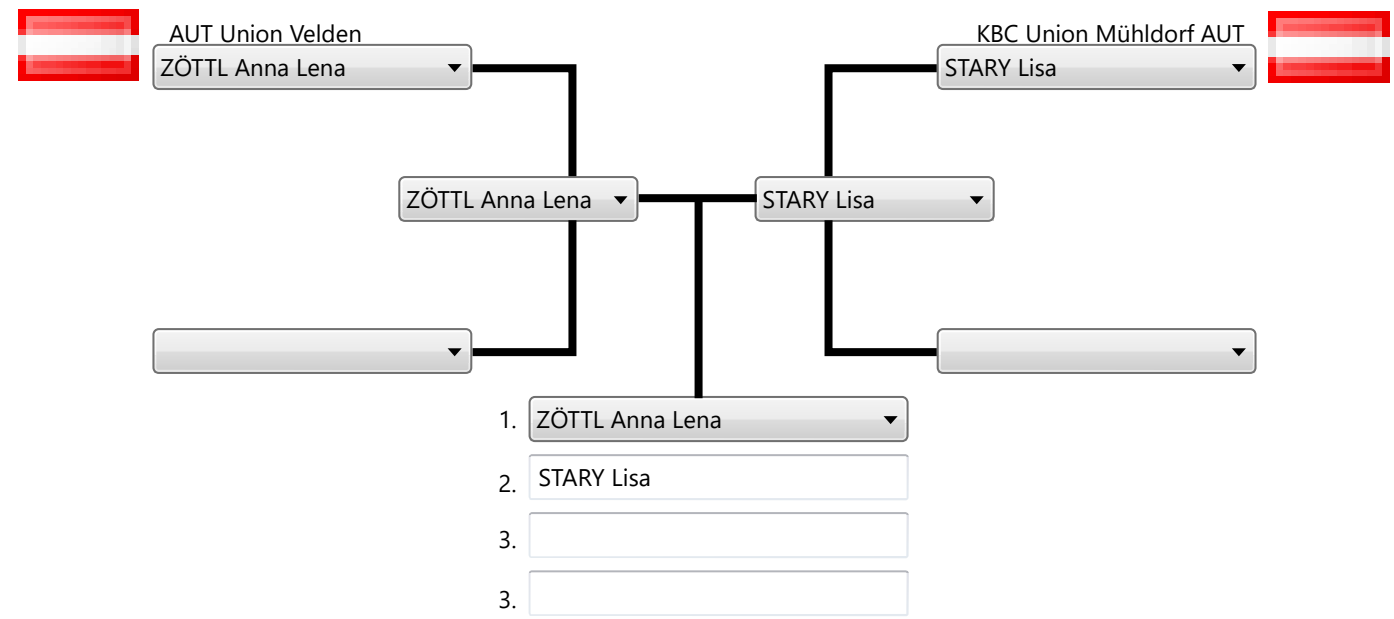 AUT Union Velden
KBC Union Mühldorf AUT
ZÖTTL Anna Lena
STARY Lisa
ZÖTTL Anna Lena
STARY Lisa
1. ZÖTTL Anna Lena
2. STARY Lisa
3.
3.